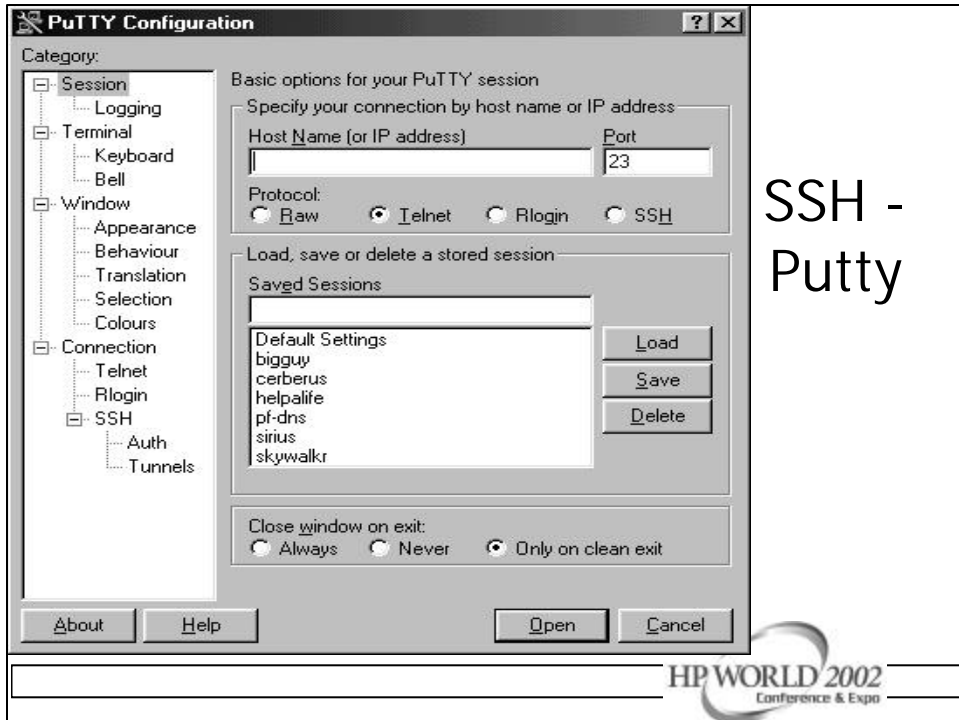 PuTTY Configuration
Category:
Session
Logging
Terminal
Keyboard
Bell
Window
Appearance
Behaviour
Translation
Selection
Colours
Connection
Telnet
Rlogin
SSH
Auth
Tunnels
Basic options for your PuTTY session
Specify your connection by host name or IP address
Host Name (or IP address)
Port
23
Protocol:
Raw
Telnet
Rlogin
SSH
Load, save or delete a stored session
Saved Sessions
Default Settings
bigguy
cerberus
helpalife
pf-dns
sirius
skywalkr
Load
Save
Delete
Close window on exit:
Always
Never
Only on clean exit
About
Help
Open
Cancel
SSH -
Putty
HP WORLD 2002
Conference & Expo